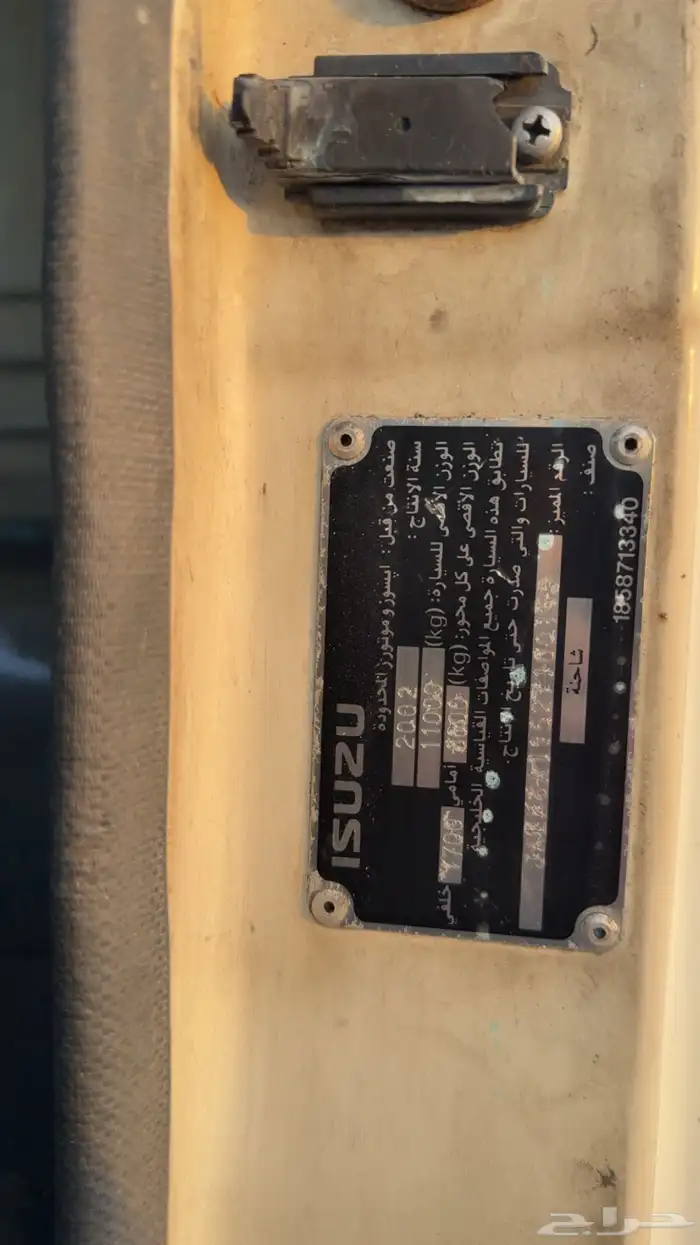 ISUZU
صنعت من قبل : ايسوزو موتورز المحدودة
سنة الانتاج : 2002
الوزن الأقصى للسيارة: (kg) 11000
الوزن الأقصى على كل محور: (kg) أمامي خلفي
تطابق هذه السيارة جميع المواصفات القياسية الخليجية
للسيارات والتي صدرت حتى تاريخ الإنتاج.
الرقم المميز :
صنف : شاحنة
1858713340
حراج